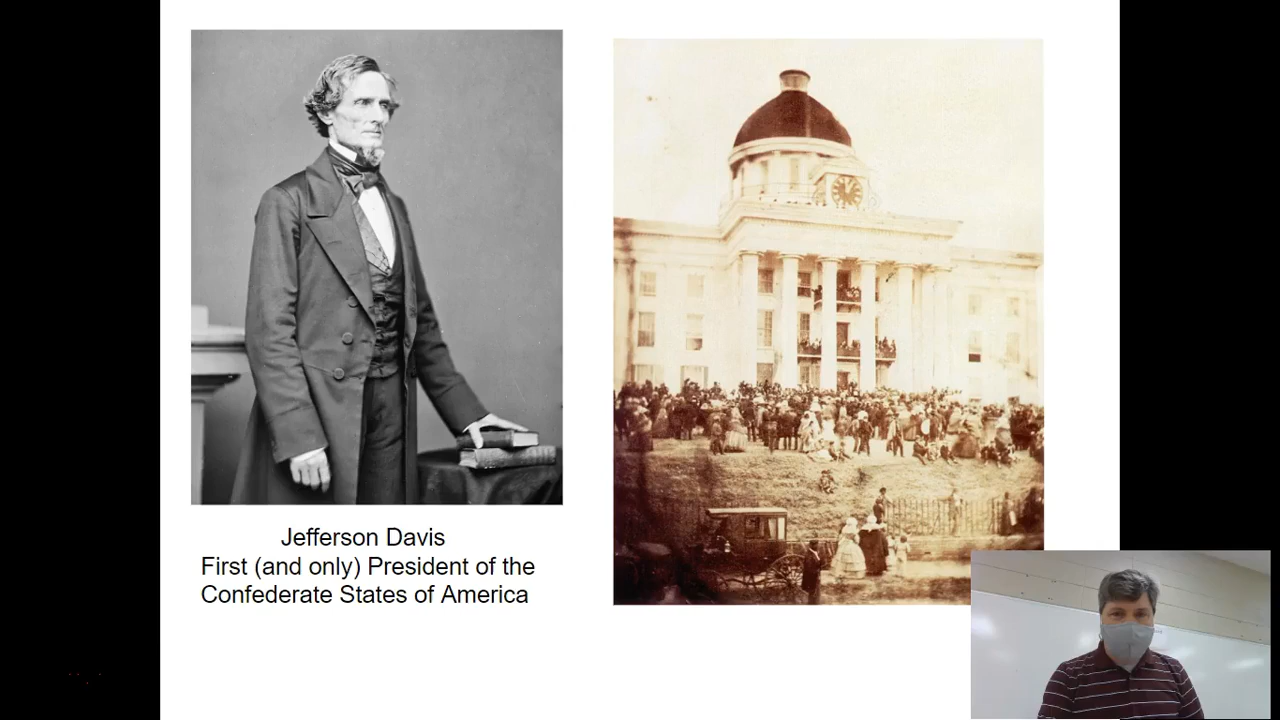 Jefferson Davis
First (and only) President of the
Confederate States of America